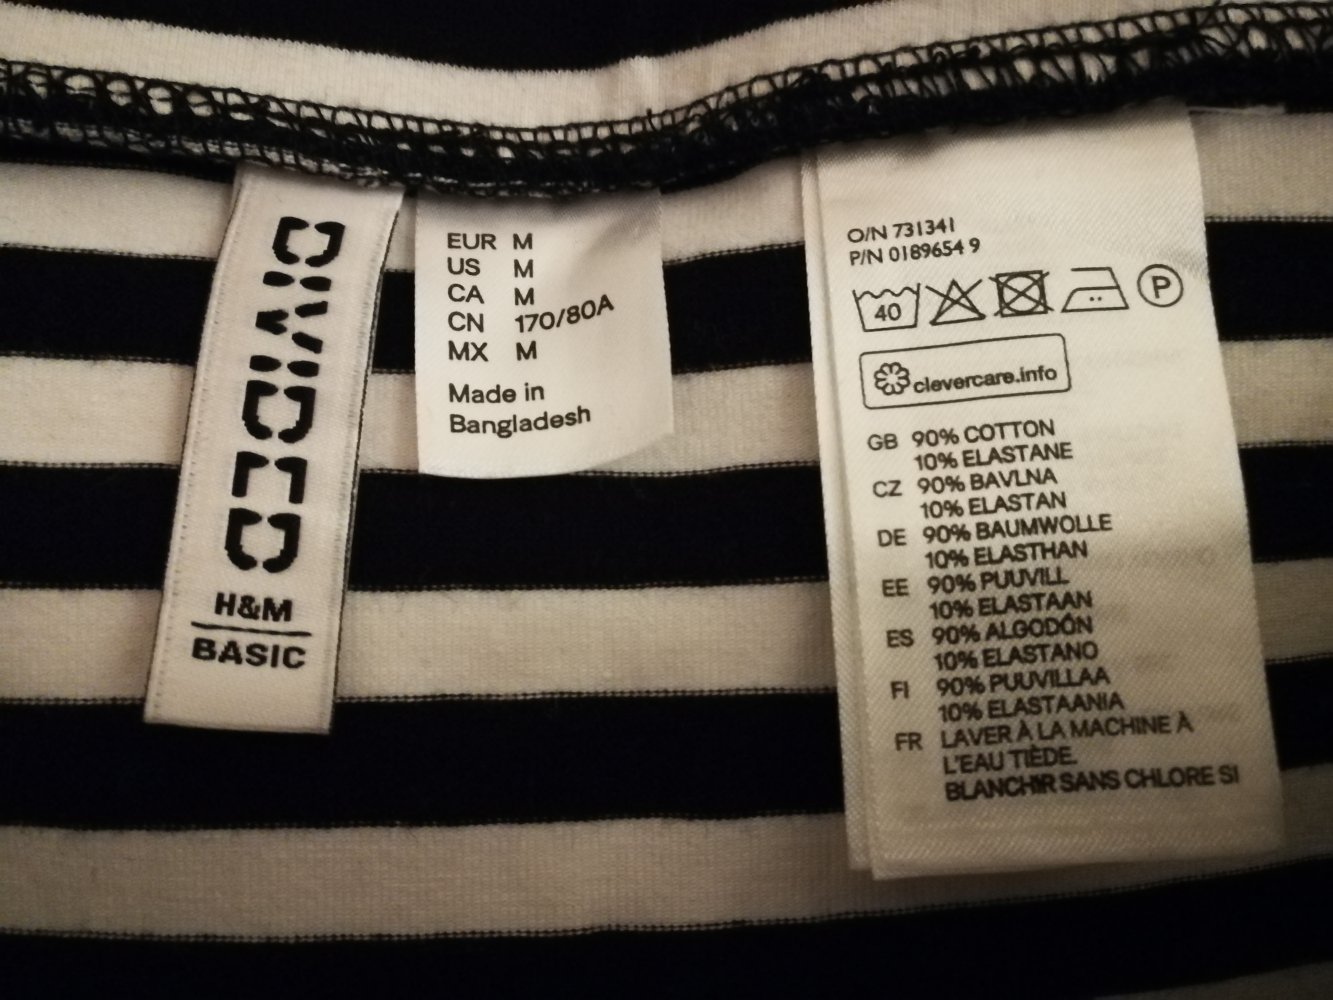 DIVIDED
H&M
BASIC
EUR M
US M
CA M
CN 170/80A
MX M
Made in
Bangladesh
O/N 731341
P/N 0189654 9
40
P
clevercare.info
GB 90% COTTON
10% ELASTANE
CZ 90% BAVLNA
10% ELASTAN
DE 90% BAUMWOLLE
10% ELASTHAN
EE 90% PUUVILL
10% ELASTAAN
ES 90% ALGODÓN
10% ELASTANO
FI 90% PUUVILLAA
10% ELASTAANIA
FR LAVER À LA MACHINE À
L'EAU TIÈDE.
BLANCHIR SANS CHLORE SI